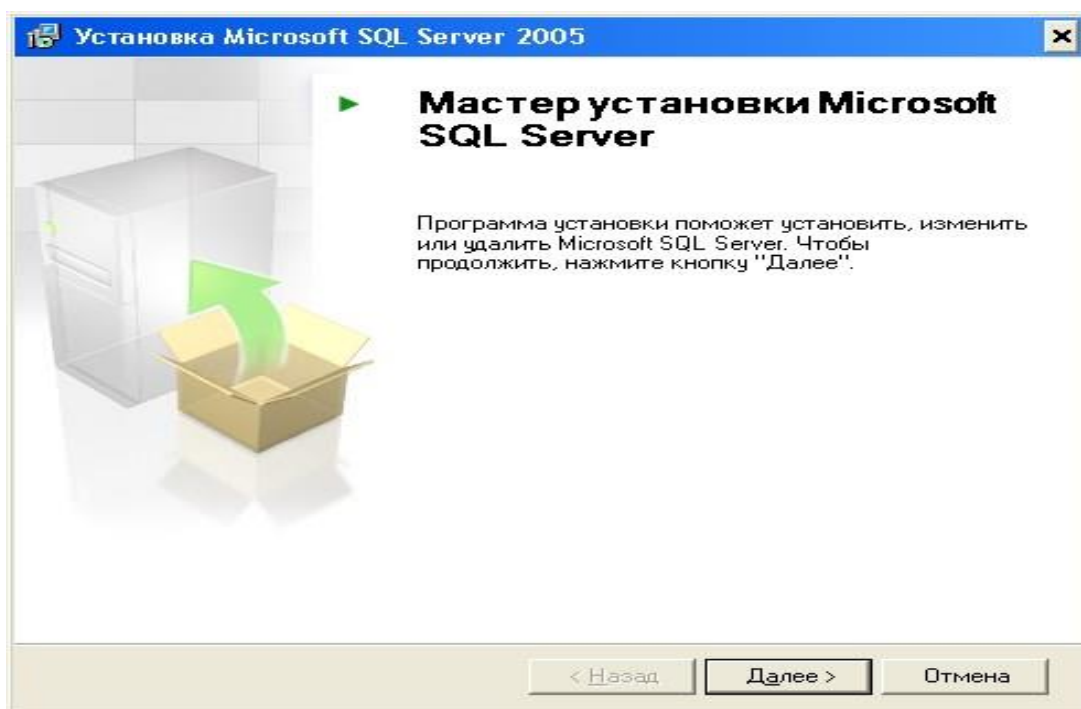 Установка Microsoft SQL Server 2005
Мастер установки Microsoft
SQL Server
Программа установки поможет установить, изменить
или удалить Microsoft SQL Server. Чтобы
продолжить, нажмите кнопку "Далее".
< Назад
Далее >
Отмена